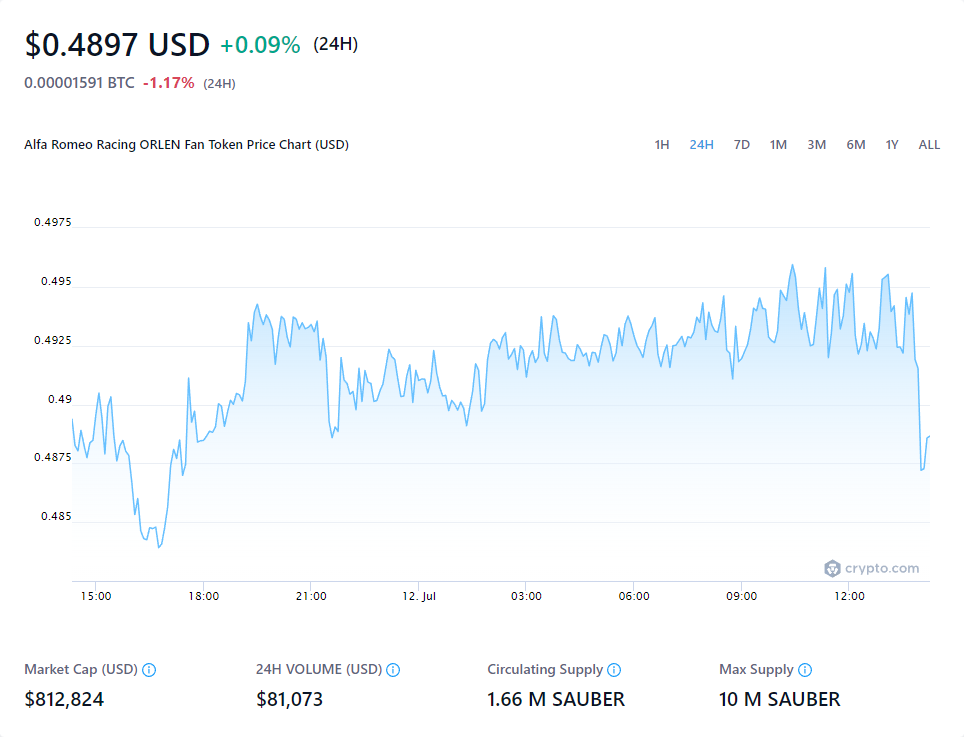 $0.4897 USD +0.09% (24H)
0.00001591 BTC -1.17% (24H)
Alfa Romeo Racing ORLEN Fan Token Price Chart (USD) 1H 24H 7D 1M 3M 6M 1Y ALL
0.4975
0.495
0.4925
0.49
0.4875
0.485
crypto.com
15:00 18:00 21:00 12. Jul 03:00 06:00 09:00 12:00
Market Cap (USD) 24H VOLUME (USD) Circulating Supply Max Supply
$812,824 $81,073 1.66 M SAUBER 10 M SAUBER